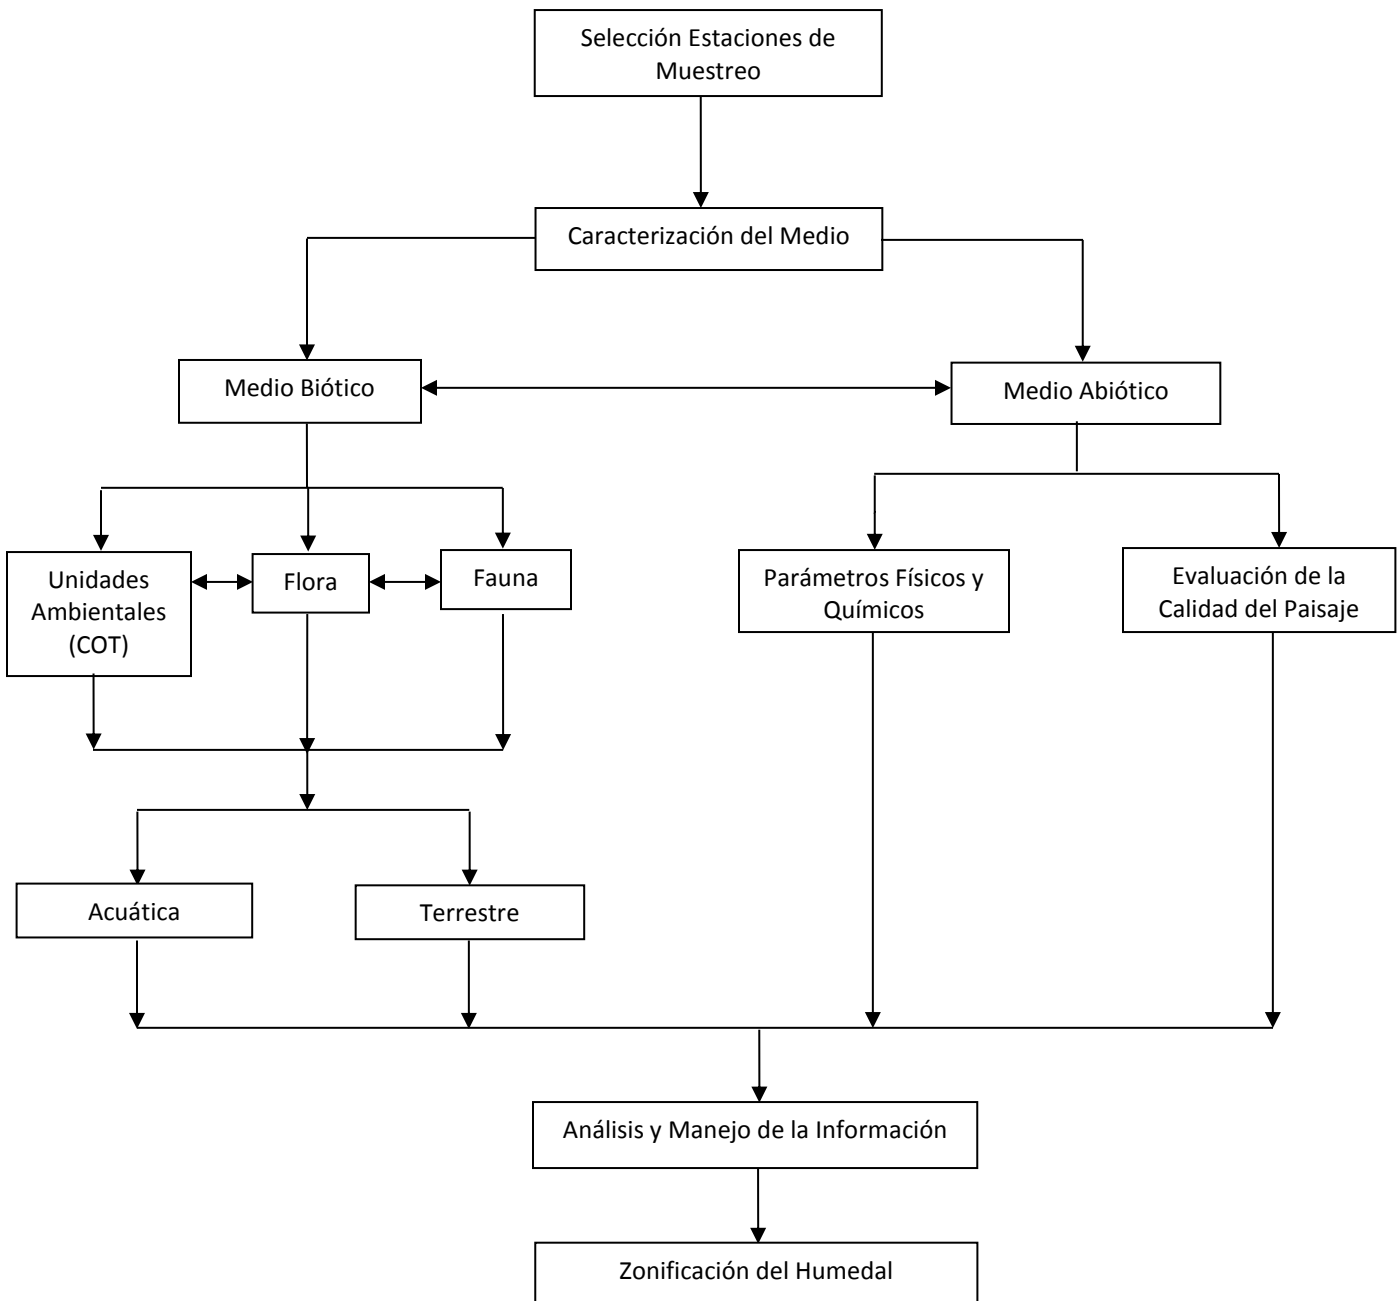 Selección Estaciones de
Muestreo
Caracterización del Medio
Medio Biótico
Medio Abiótico
Unidades
Ambientales
(COT)
Flora
Fauna
Parámetros Físicos y
Químicos
Evaluación de la
Calidad del Paisaje
Acuática
Terrestre
Análisis y Manejo de la Información
Zonificación del Humedal